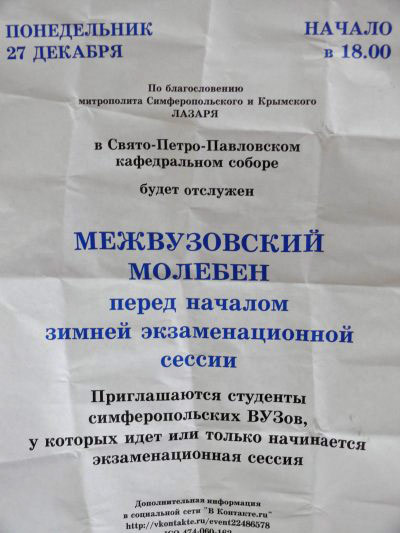 ПОНЕДЕЛЬНИК НАЧАЛО
27 ДЕКАБРЯ в 18.00
По благословению
митрополита Симферопольского и Крымского
ЛАЗАРЯ
в Свято-Петро-Павловском
кафедральном соборе
будет отслужен
МЕЖВУЗОВСКИЙ
МОЛЕБЕН
перед началом
зимней экзаменационной
сессии
Приглашаются студенты
симферопольских ВУЗов,
у которых идет или только начинается
экзаменационная сессия
Дополнительная информация
в социальной сети "В Контакте.ru"
http://vkontakte.ru/event22486578